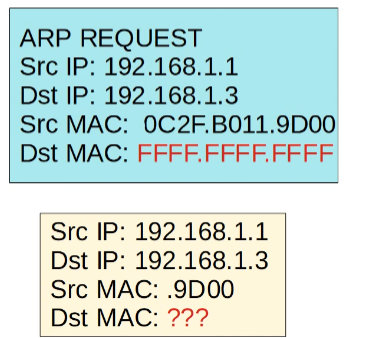 ARP REQUEST
Src IP: 192.168.1.1
Dst IP: 192.168.1.3
Src MAC: 0C2F.B011.9D00
Dst MAC: FFFF.FFFF.FFFF
Src IP: 192.168.1.1
Dst IP: 192.168.1.3
Src MAC: .9D00
Dst MAC: ???